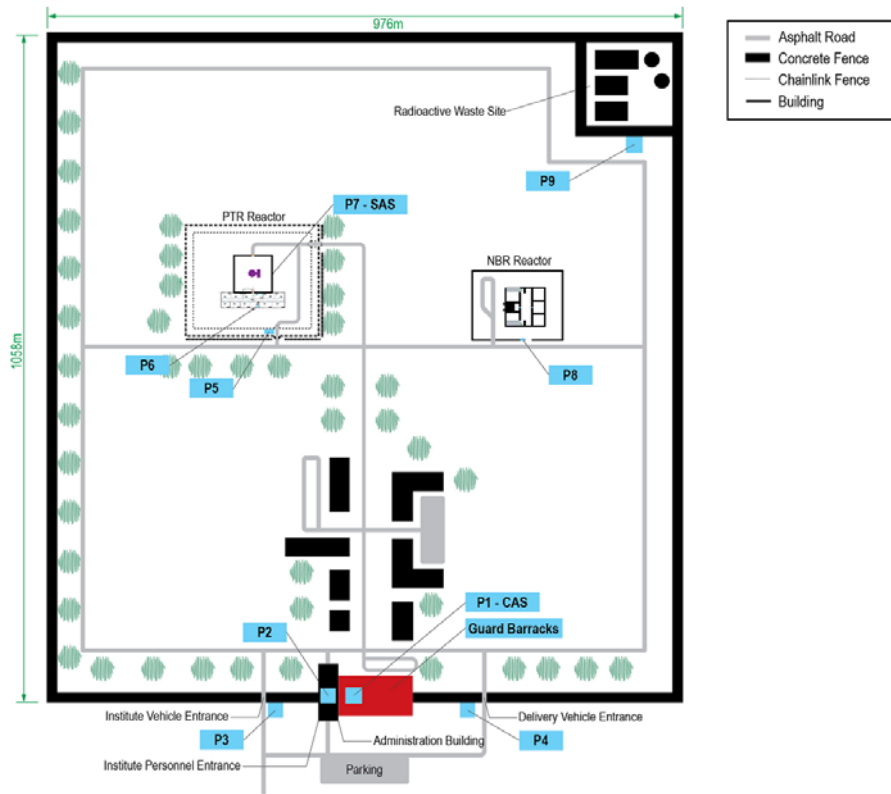 976m
Asphalt Road
Concrete Fence
Chainlink Fence
Building
Radioactive Waste Site
P9
P7 - SAS
PTR Reactor
NBR Reactor
1058m
P6
P5
P8
P1 - CAS
P2
Guard Barracks
Institute Vehicle Entrance
Delivery Vehicle Entrance
P3
Administration Building
P4
Institute Personnel Entrance
Parking